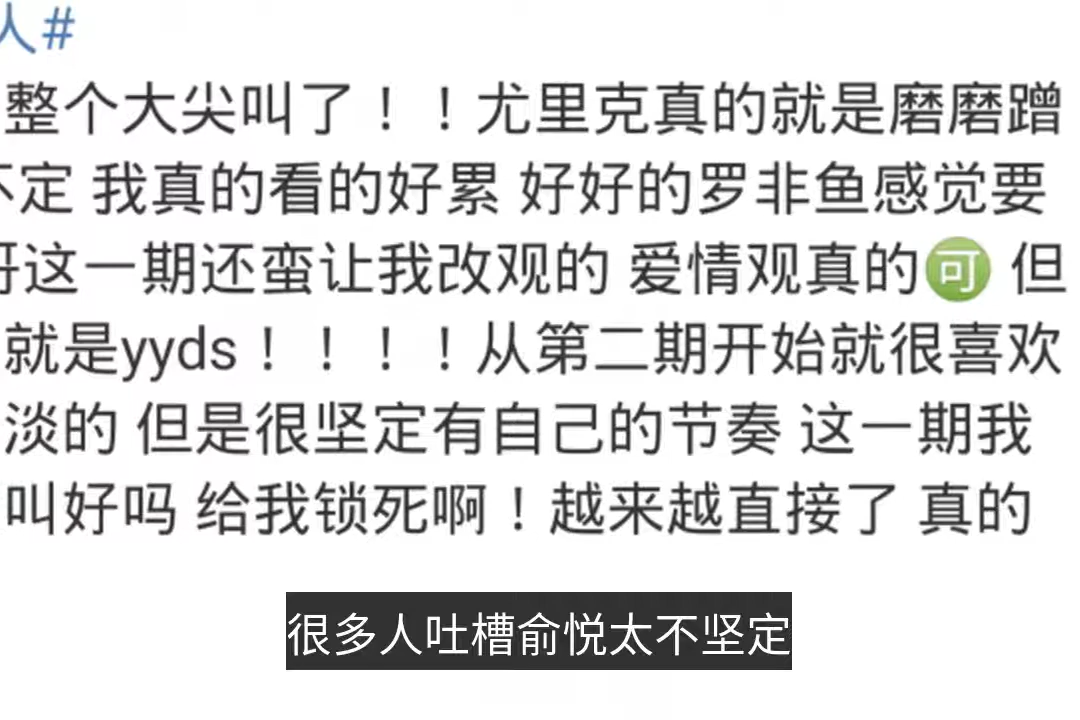 人#
整个大尖叫了！！尤里克真的就是磨磨蹭
不定 我真的看的好累 好好的罗非鱼感觉要
哥这一期还蛮让我改观的 爱情观真的🉑 但
就是yyds！！！！从第二期开始就很喜欢
淡的 但是很坚定有自己的节奏 这一期我
叫好吗 给我锁死啊！越来越直接了 真的
很多人吐槽俞悦太不坚定